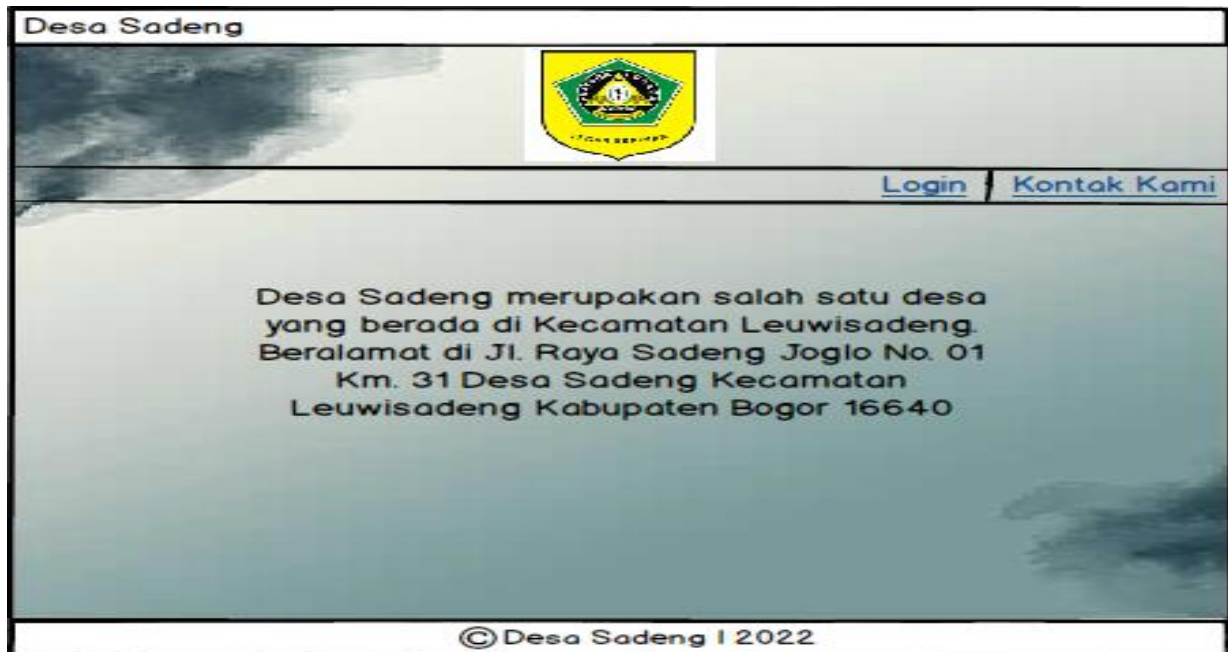 Desa Sadeng
Login | Kontak Kami
Desa Sadeng merupakan salah satu desa
yang berada di Kecamatan Leuwisadeng.
Beralamat di Jl. Raya Sadeng Joglo No. 01
Km. 31 Desa Sadeng Kecamatan
Leuwisadeng Kabupaten Bogor 16640
©Desa Sadeng | 2022